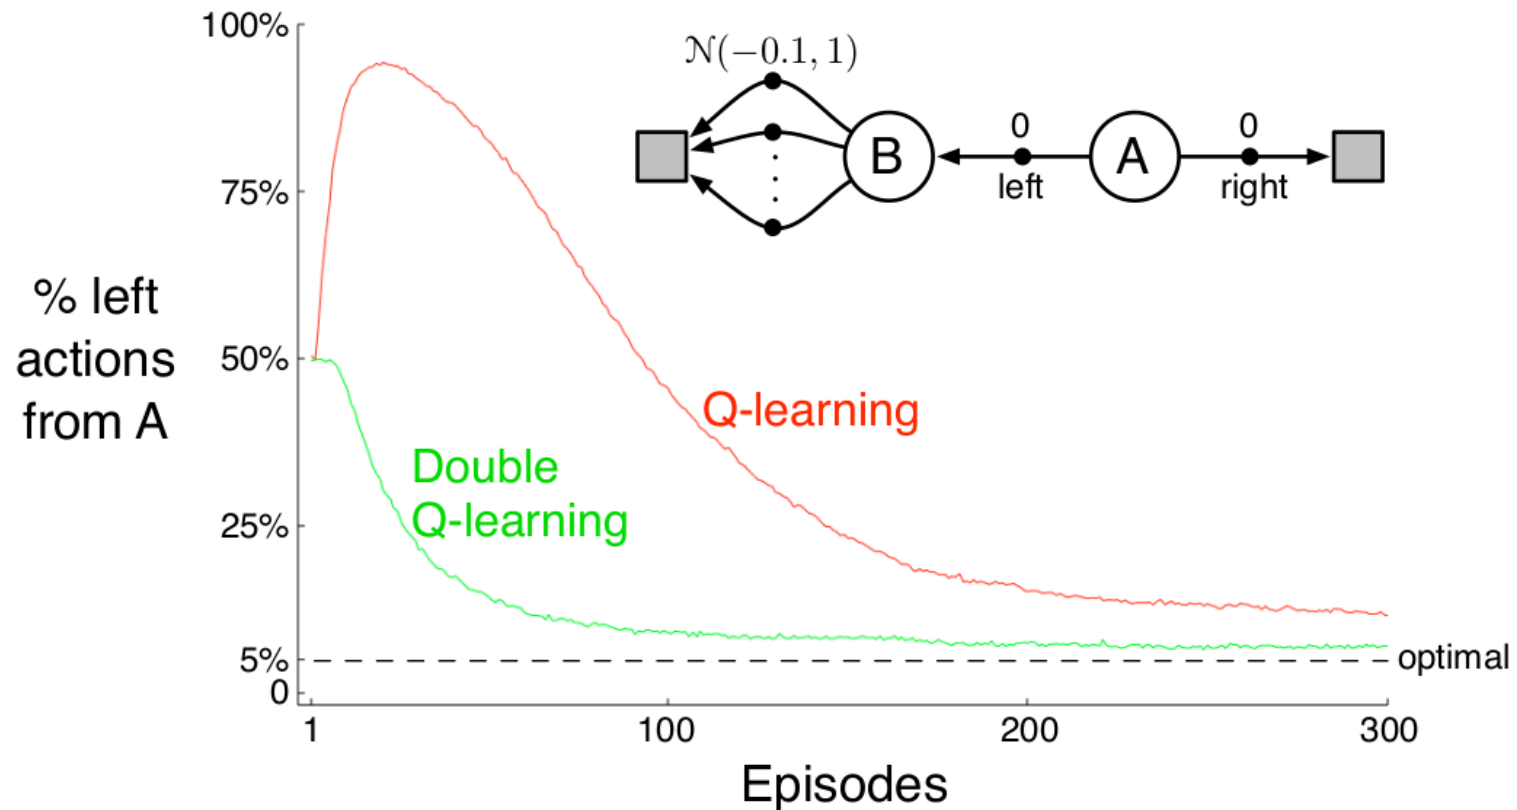 100%
75%
50%
25%
5%
0
% left
actions
from A
𝒩(−0.1, 1)
B
0
left
A
0
right
Q-learning
Double
Q-learning
optimal
1
100
200
300
Episodes